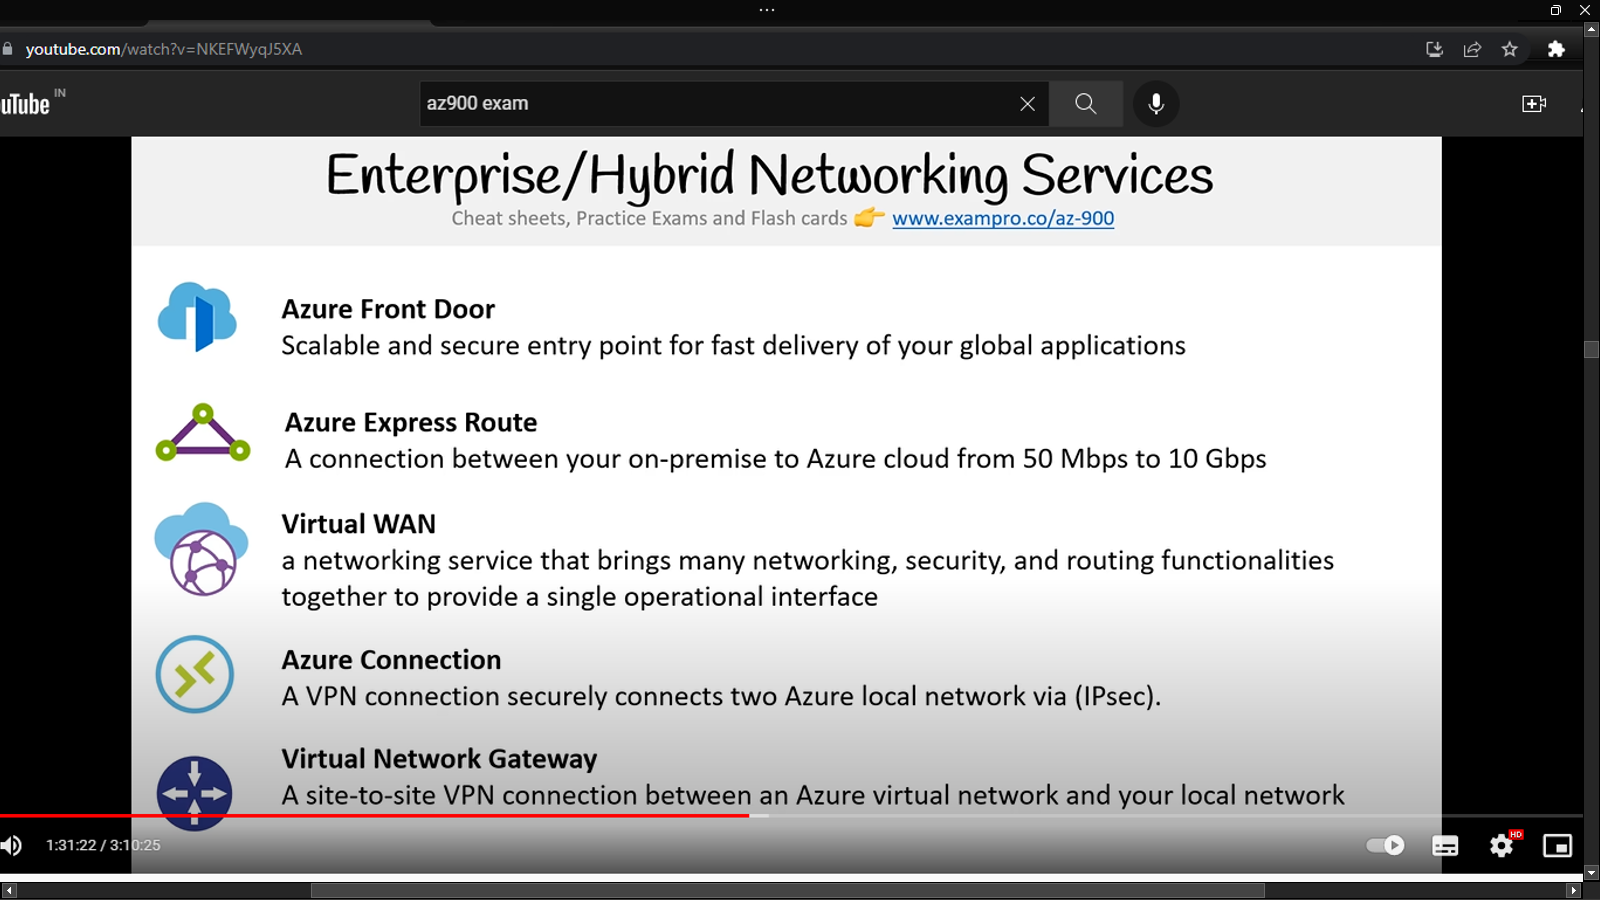 youtube.com/watch?v=NKEFWyqJ5XA
uTube IN
az900 exam
Enterprise/Hybrid Networking Services
Cheat sheets, Practice Exams and Flash cards 👉 www.exampro.co/az-900
Azure Front Door
Scalable and secure entry point for fast delivery of your global applications
Azure Express Route
A connection between your on-premise to Azure cloud from 50 Mbps to 10 Gbps
Virtual WAN
a networking service that brings many networking, security, and routing functionalities
together to provide a single operational interface
Azure Connection
A VPN connection securely connects two Azure local network via (IPsec).
Virtual Network Gateway
A site-to-site VPN connection between an Azure virtual network and your local network
1:31:22 / 3:10:25
HD